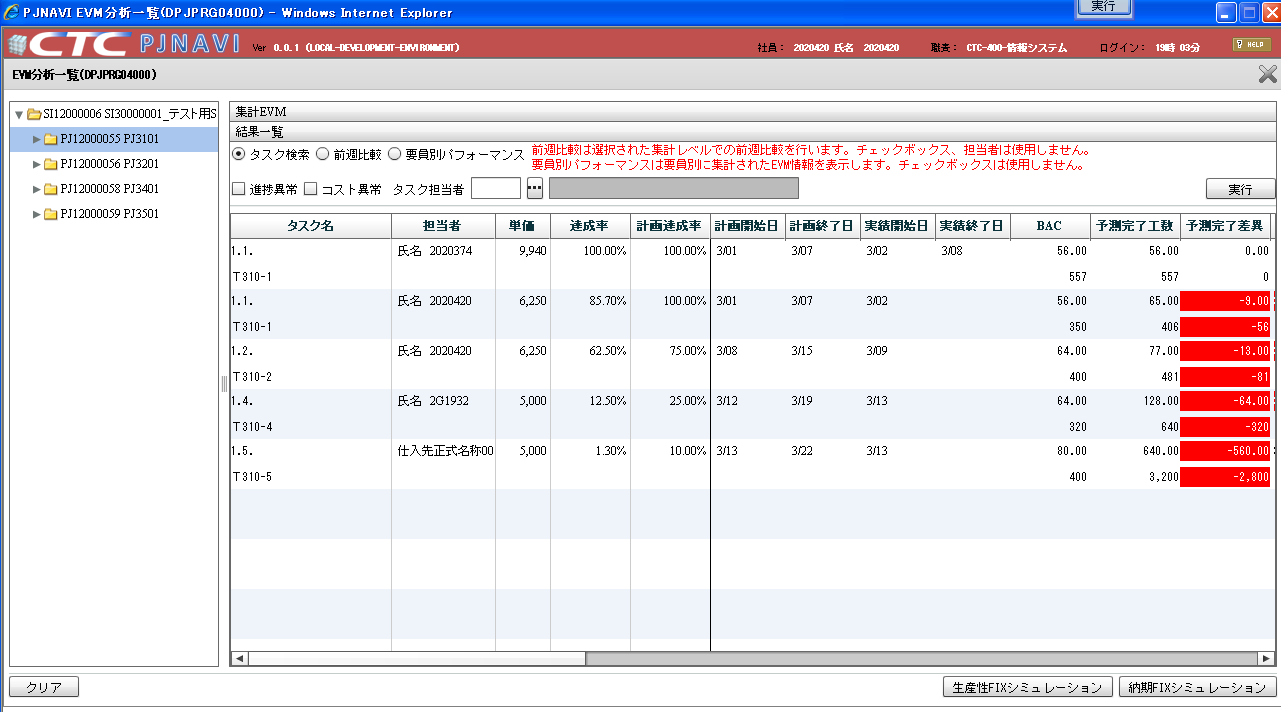 PJNAVI EVM分析一覧(DPJPRG04000) - Windows Internet Explorer
実行
CTC PJNAVI Ver 0.0.1 (LOCAL-DEVELOPMENT-ENVIRONMENT) 社員： 2020420 氏名 2020420 職責： CTC-400-情報システム ログイン： 19時 03分 ? HELP
EVM分析一覧(DPJPRG04000)
SI12000006 SI30000001_テスト用S
PJ12000055 PJ3101
PJ12000056 PJ3201
PJ12000058 PJ3401
PJ12000059 PJ3501
集計EVM
結果一覧
タスク検索 前週比較 要員別パフォーマンス
前週比較は選択された集計レベルでの前週比較を行います。チェックボックス、担当者は使用しません。
要員別パフォーマンスは要員別に集計されたEVM情報を表示します。チェックボックスは使用しません。
進捗異常 コスト異常 タスク担当者 ... 実行
タスク名 担当者 単価 達成率 計画達成率 計画開始日 計画終了日 実績開始日 実績終了日 BAC 予測完了工数 予測完了差異
1.1. 氏名 2020374 9,940 100.00% 100.00% 3/01 3/07 3/02 3/08 56.00 56.00 0.00
T310-1 557 557 0
1.1. 氏名 2020420 6,250 85.70% 100.00% 3/01 3/07 3/02 56.00 65.00 -9.00
T310-1 350 406 -56
1.2. 氏名 2020420 6,250 62.50% 75.00% 3/08 3/15 3/09 64.00 77.00 -13.00
T310-2 400 481 -81
1.4. 氏名 2G1932 5,000 12.50% 25.00% 3/12 3/19 3/13 64.00 128.00 -64.00
T310-4 320 640 -320
1.5. 仕入先正式名称00 5,000 1.30% 10.00% 3/13 3/22 3/13 80.00 640.00 -560.00
T310-5 400 3,200 -2,800
クリア 生産性FIXシミュレーション 納期FIXシミュレーション